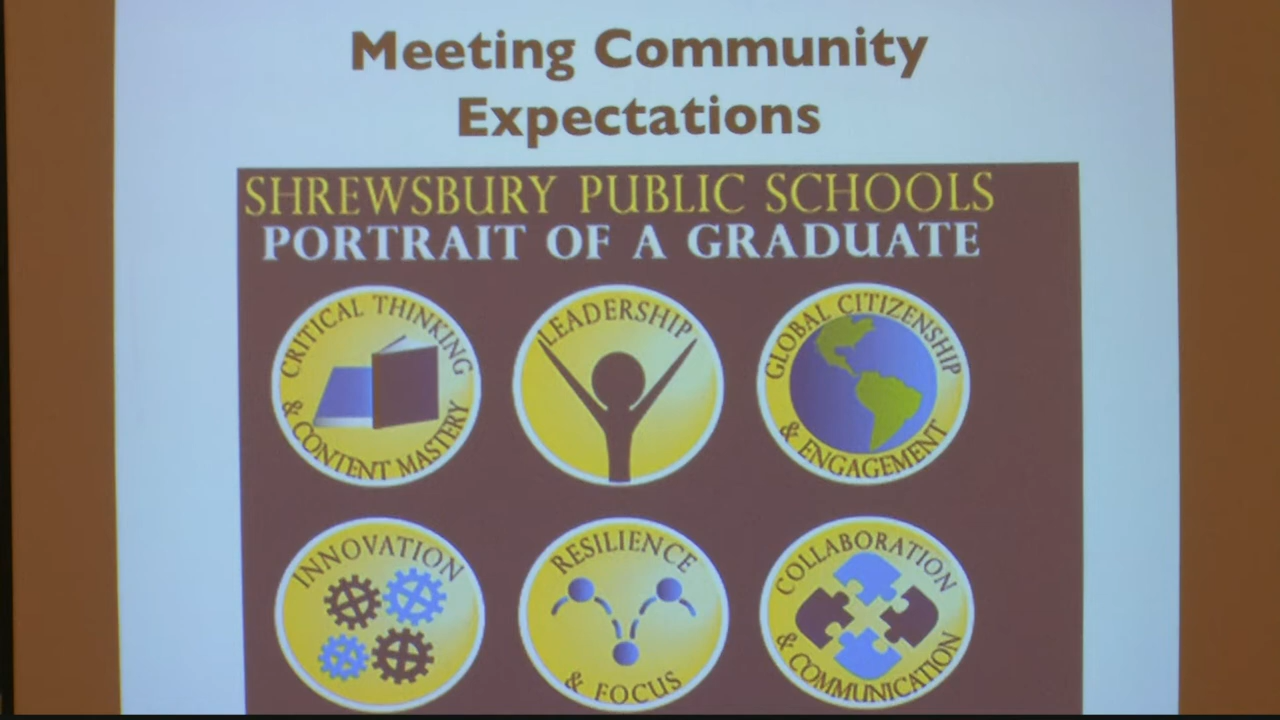 Meeting Community
Expectations
SHREWSBURY PUBLIC SCHOOLS
PORTRAIT OF A GRADUATE
CRITICAL THINKING
& CONTENT MASTERY
LEADERSHIP
GLOBAL CITIZENSHIP
& ENGAGEMENT
INNOVATION
RESILIENCE
& FOCUS
COLLABORATION
& COMMUNICATION